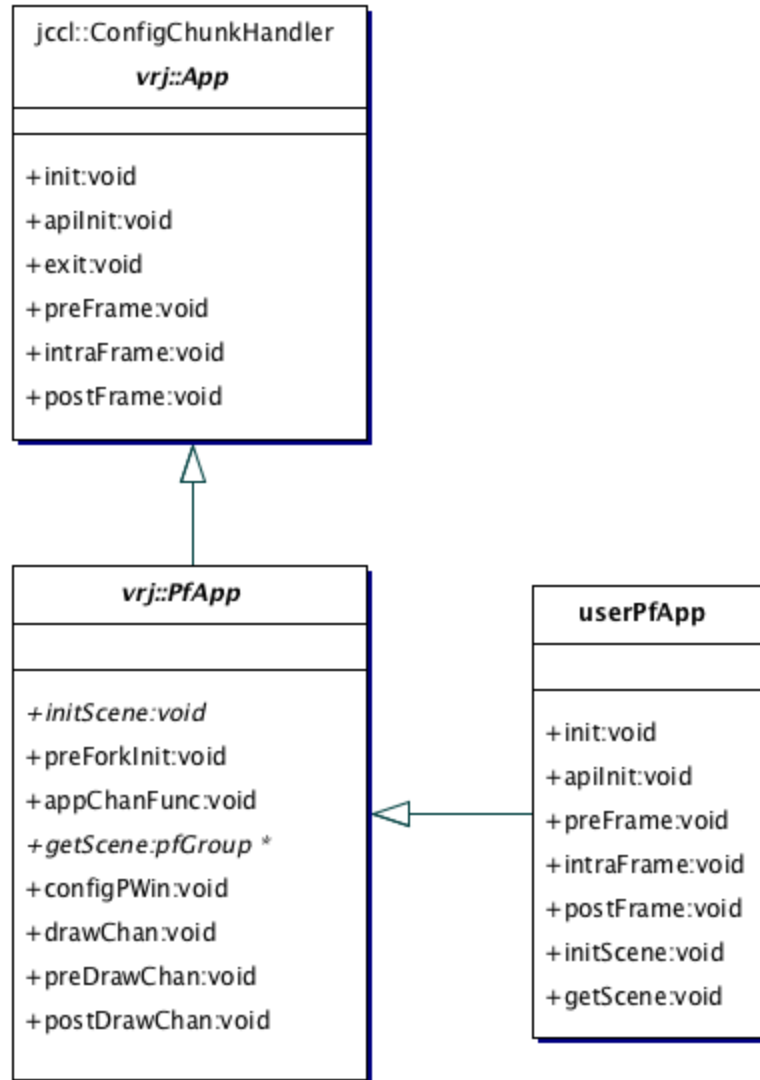 jccl::ConfigChunkHandler
vrj::App
+init:void
+apiInit:void
+exit:void
+preFrame:void
+intraFrame:void
+postFrame:void
vrj::PfApp
+initScene:void
+preForkInit:void
+appChanFunc:void
+getScene:pfGroup *
+configPWin:void
+drawChan:void
+preDrawChan:void
+postDrawChan:void
userPfApp
+init:void
+apiInit:void
+preFrame:void
+intraFrame:void
+postFrame:void
+initScene:void
+getScene:void